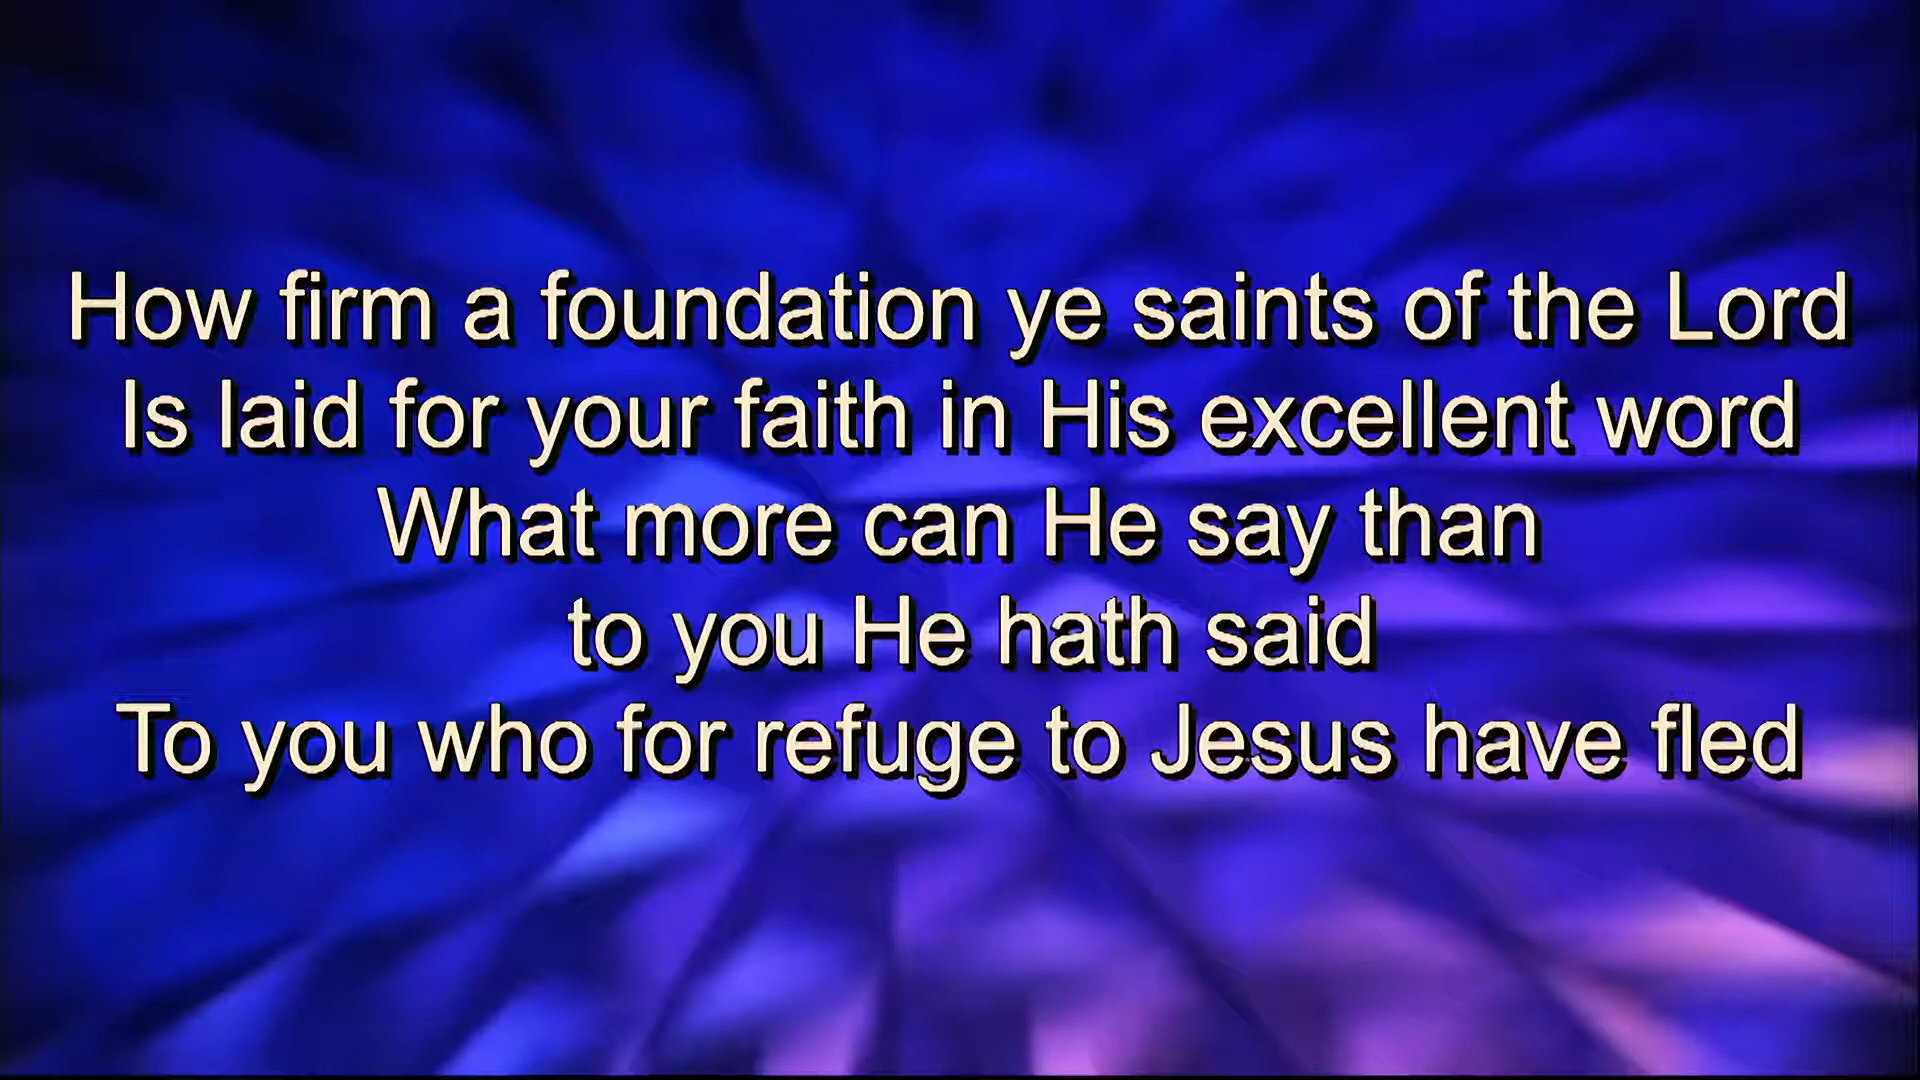 How firm a foundation ye saints of the Lord
Is laid for your faith in His excellent word
What more can He say than
to you He hath said
To you who for refuge to Jesus have fled